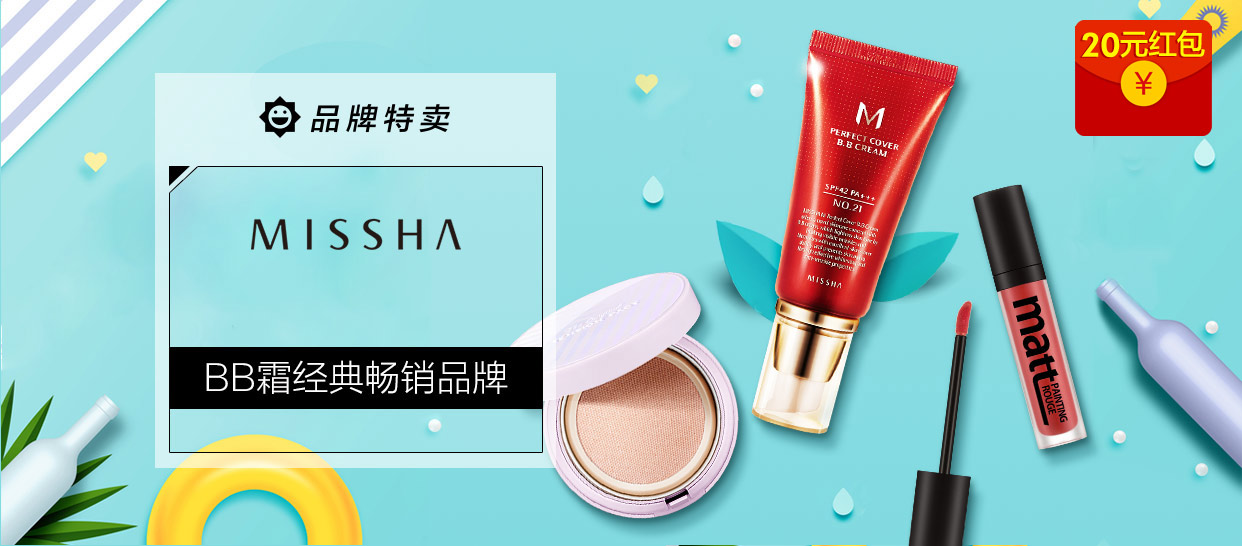 品牌特卖
MISSHA
BB霜经典畅销品牌
M
PERFECT COVER
B.B CREAM
SPF42 PA+++
NO.21
MISSHA
matt
PAINTING
ROUGE
20元红包
¥